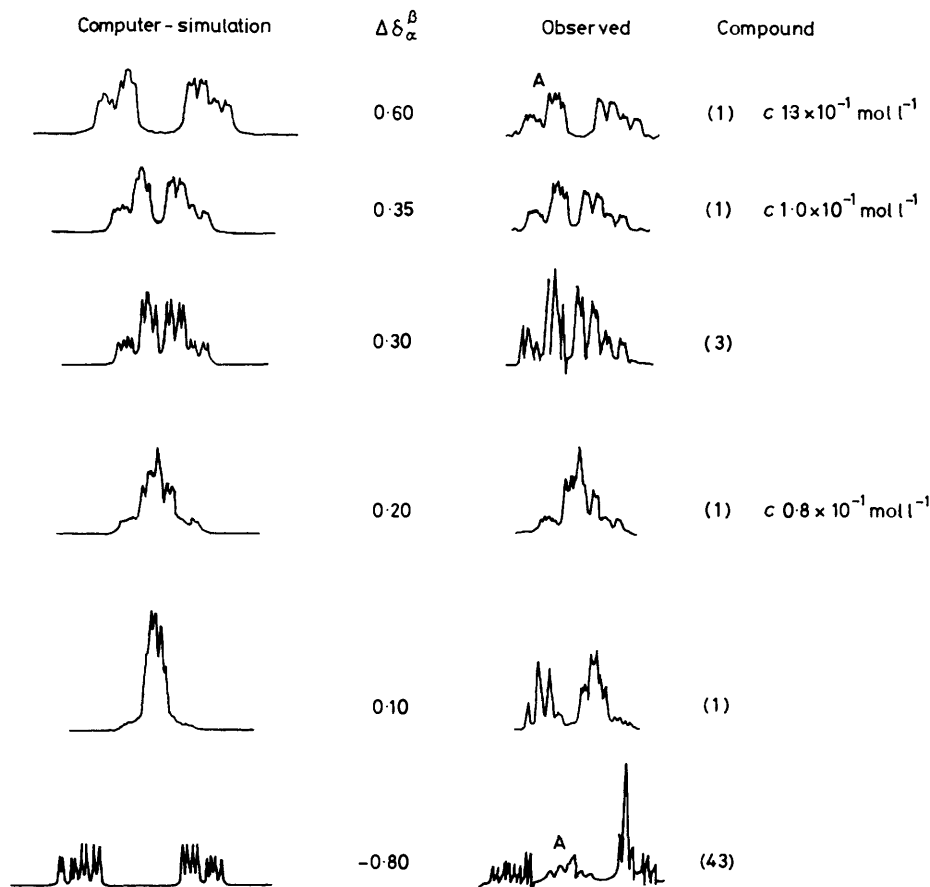 Computer-simulation Δδ^β_α Observed Compound
A
0·60 (1) c 13×10⁻¹ mol l⁻¹
0·35 (1) c 1·0×10⁻¹ mol l⁻¹
0·30 (3)
0·20 (1) c 0·8×10⁻¹ mol l⁻¹
0·10 (1)
A
-0·80 (43)